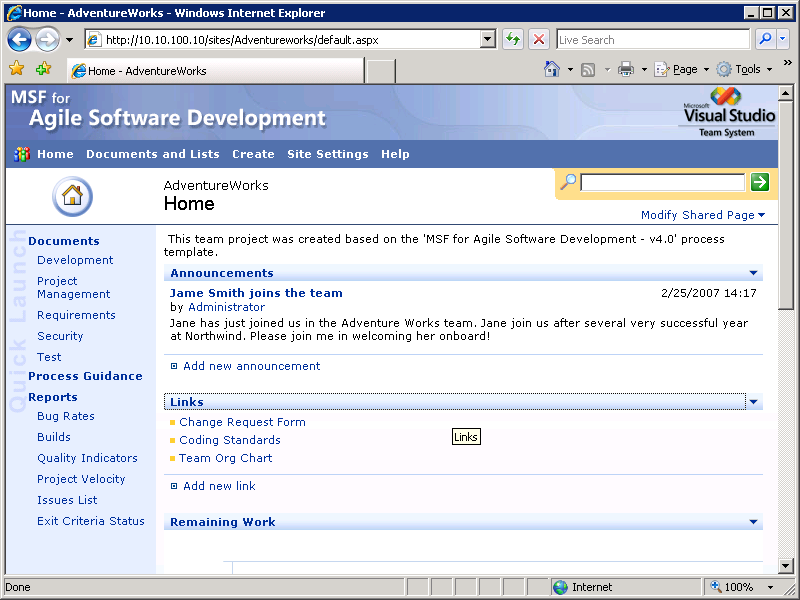 Home - AdventureWorks - Windows Internet Explorer
http://10.10.100.10/sites/Adventureworks/default.aspx
Live Search
Home - AdventureWorks
Page
Tools
MSF for
Agile Software Development
Microsoft
Visual Studio
Team System
Home Documents and Lists Create Site Settings Help
AdventureWorks
Home
Modify Shared Page
Quick Launch
Documents
Development
Project
Management
Requirements
Security
Test
Process Guidance
Reports
Bug Rates
Builds
Quality Indicators
Project Velocity
Issues List
Exit Criteria Status
This team project was created based on the 'MSF for Agile Software Development - v4.0' process
template.
Announcements
Jame Smith joins the team 2/25/2007 14:17
by Administrator
Jane has just joined us in the Adventure Works team. Jane join us after several very successful year
at Northwind. Please join me in welcoming her onboard!
Add new announcement
Links
Change Request Form
Coding Standards
Team Org Chart
Links
Add new link
Remaining Work
Done
Internet
100%